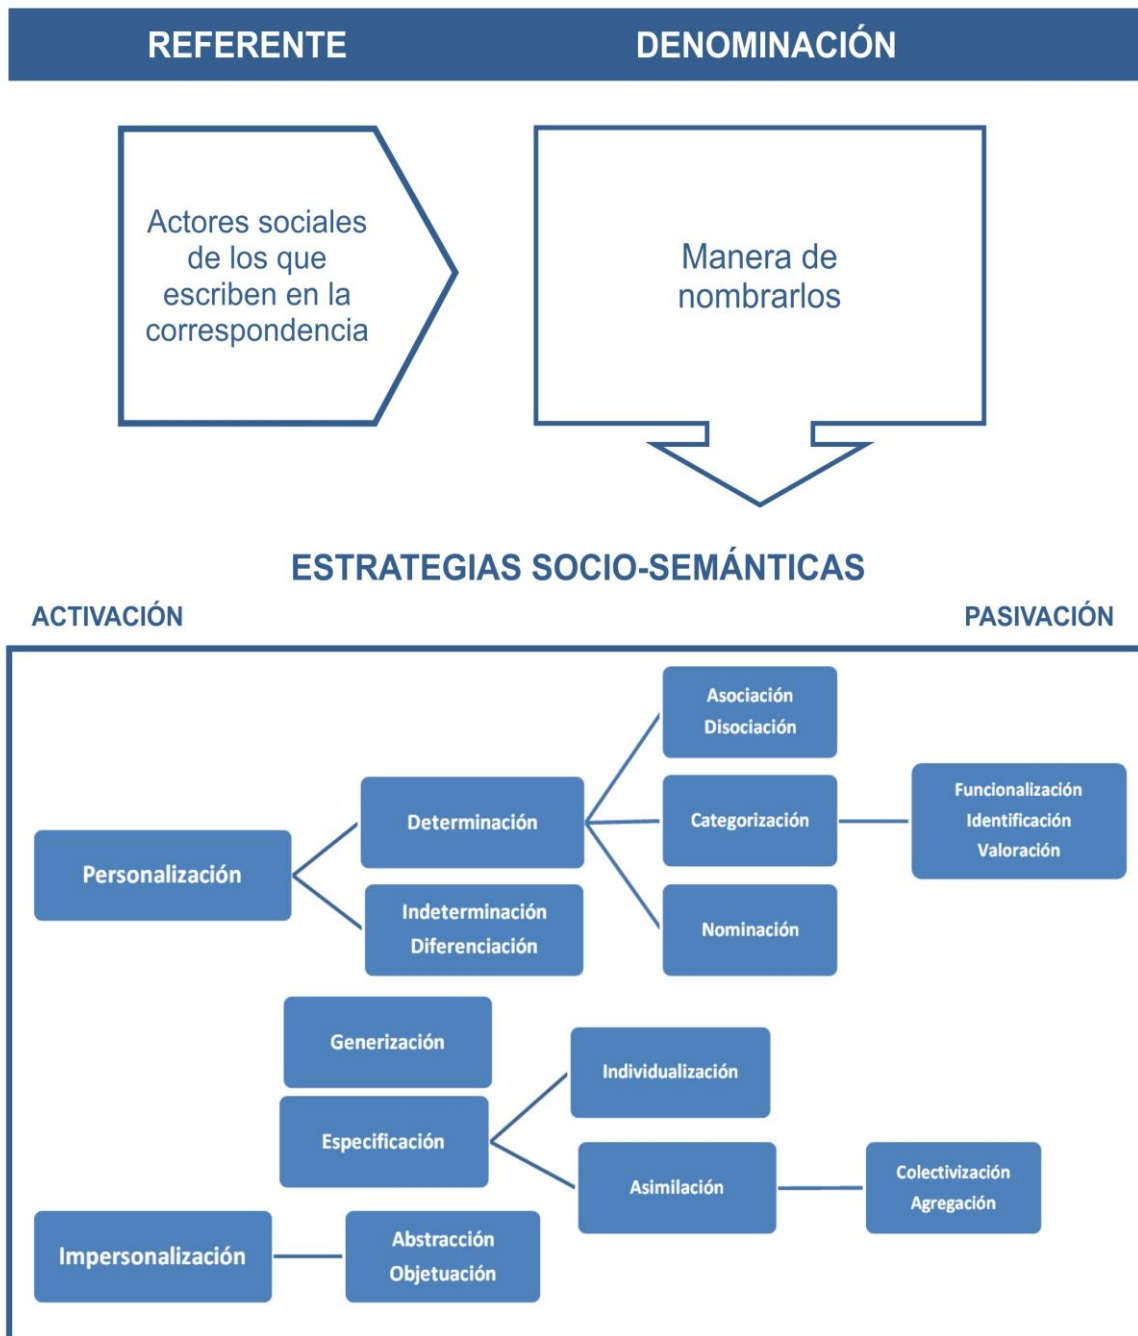 REFERENTE
DENOMINACIÓN
Actores sociales
de los que
escriben en la
correspondencia
Manera de
nombrarlos
ESTRATEGIAS SOCIO-SEMÁNTICAS
ACTIVACIÓN
PASIVACIÓN
Personalización
Determinación
Indeterminación
Diferenciación
Asociación
Disociación
Categorización
Nominación
Funcionalización
Identificación
Valoración
Generización
Especificación
Individualización
Asimilación
Colectivización
Agregación
Impersonalización
Abstracción
Objetuación